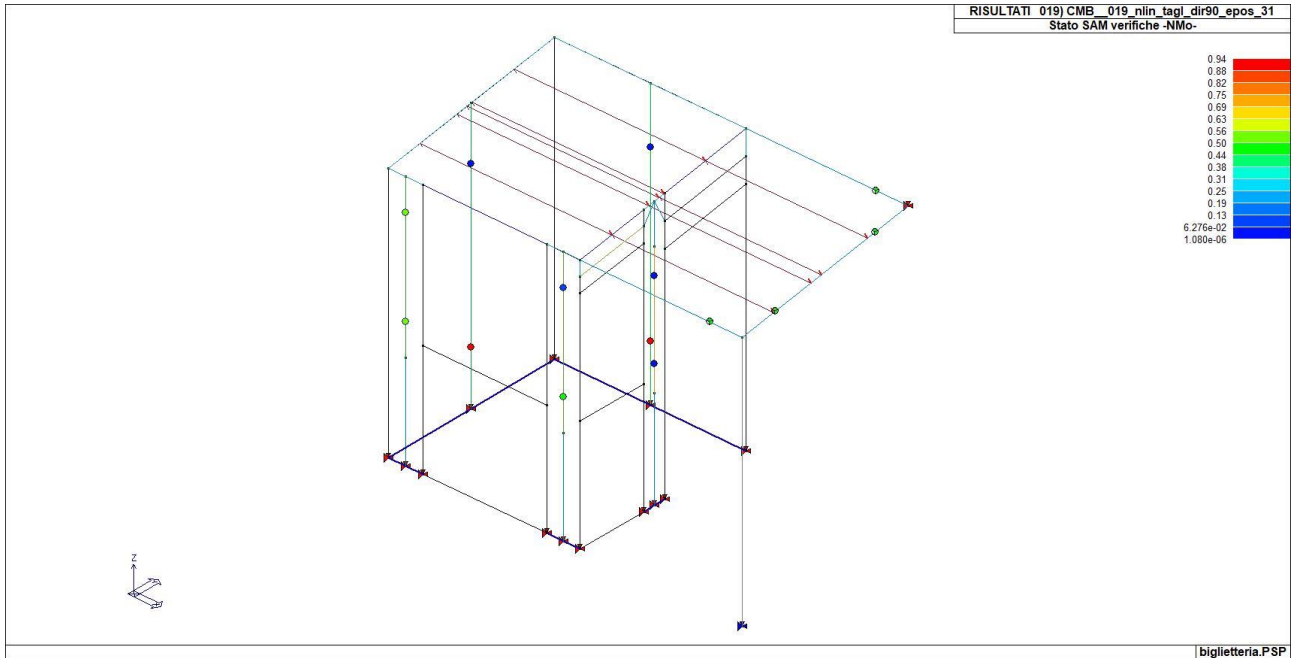 RISULTATI 019) CMB__019_nlin_tagl_dir90_epos_31
Stato SAM verifiche -NMo-
0.94
0.88
0.82
0.75
0.69
0.63
0.56
0.50
0.44
0.38
0.31
0.25
0.19
0.13
6.276e-02
1.080e-06
Z
biglietteria.PSP